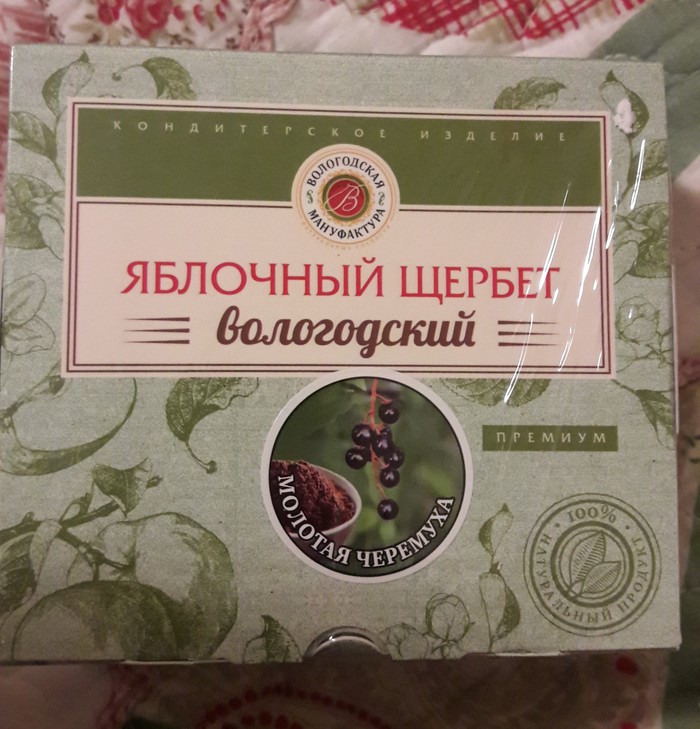 КОНДИТЕРСКОЕ ИЗДЕЛИЕ
ВОЛОГОДСКАЯ
В
МАНУФАКТУРА
ЯБЛОЧНЫЙ ЩЕРБЕТ
вологодский
ПРЕМИУМ
МОЛОТАЯ ЧЕРЕМУХА
100%
НАТУРАЛЬНЫЙ ПРОДУКТ